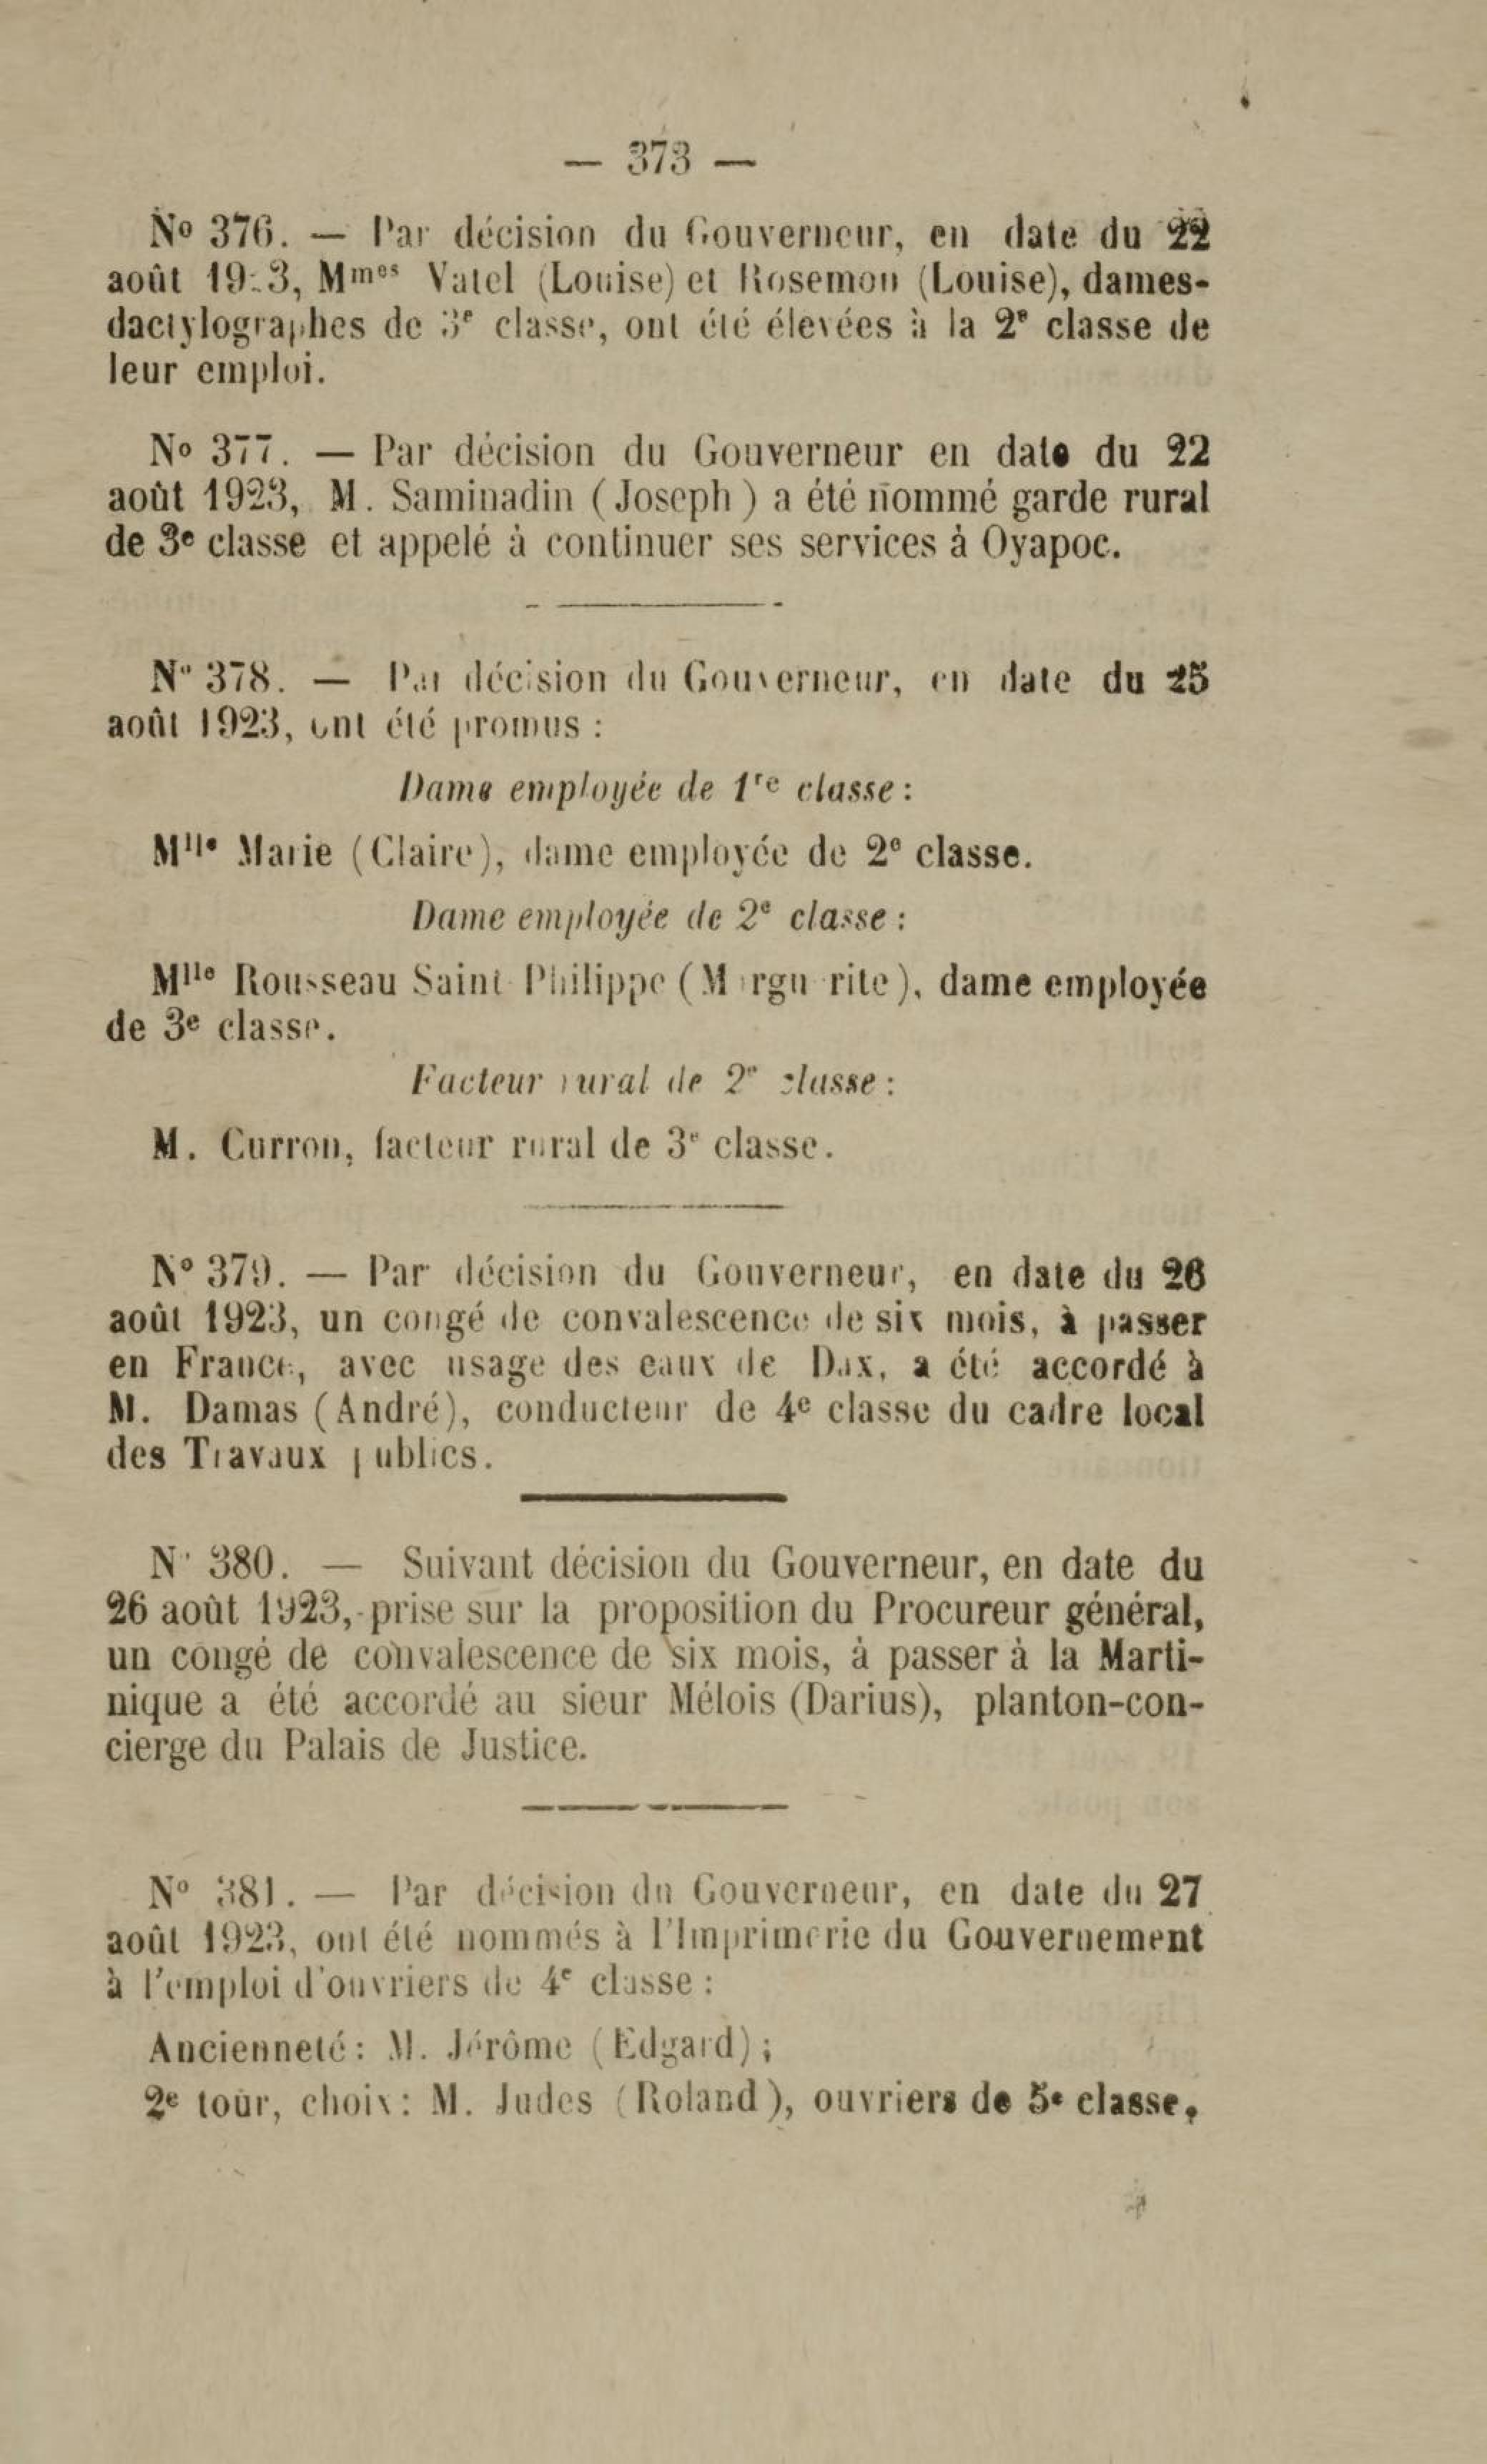 — 373 —
Nº 376. — Par décision du Gouverneur, en date du 22
août 1923, Mmes Vatel (Louise) et Rosemon (Louise), dames-
dactylographes de 3e classe, ont été élevées à la 2e classe de
leur emploi.
Nº 377. — Par décision du Gouverneur en date du 22
août 1923, M. Saminadin (Joseph) a été nommé garde rural
de 3e classe et appelé à continuer ses services à Oyapoc.
Nº 378. — Par décision du Gouverneur, en date du 25
août 1923, ont été promus :
Dame employée de 1re classe :
Mlle Marie (Claire), dame employée de 2e classe.
Dame employée de 2e classe :
Mlle Rousseau Saint-Philippe (Marguerite), dame employée
de 3e classe.
Facteur rural de 2e classe :
M. Curron, facteur rural de 3e classe.
Nº 379. — Par décision du Gouverneur, en date du 26
août 1923, un congé de convalescence de six mois, à passer
en France, avec usage des eaux de Dax, a été accordé à
M. Damas (André), conducteur de 4e classe du cadre local
des Travaux publics.
Nº 380. — Suivant décision du Gouverneur, en date du
26 août 1923, prise sur la proposition du Procureur général,
un congé de convalescence de six mois, à passer à la Marti-
nique a été accordé au sieur Mélois (Darius), planton-con-
cierge du Palais de Justice.
Nº 381. — Par décision du Gouverneur, en date du 27
août 1923, ont été nommés à l'Imprimerie du Gouvernement
à l'emploi d'ouvriers de 4e classe :
Ancienneté : M. Jérôme (Edgard) ;
2e tour, choix : M. Judes (Roland), ouvriers de 5e classe.